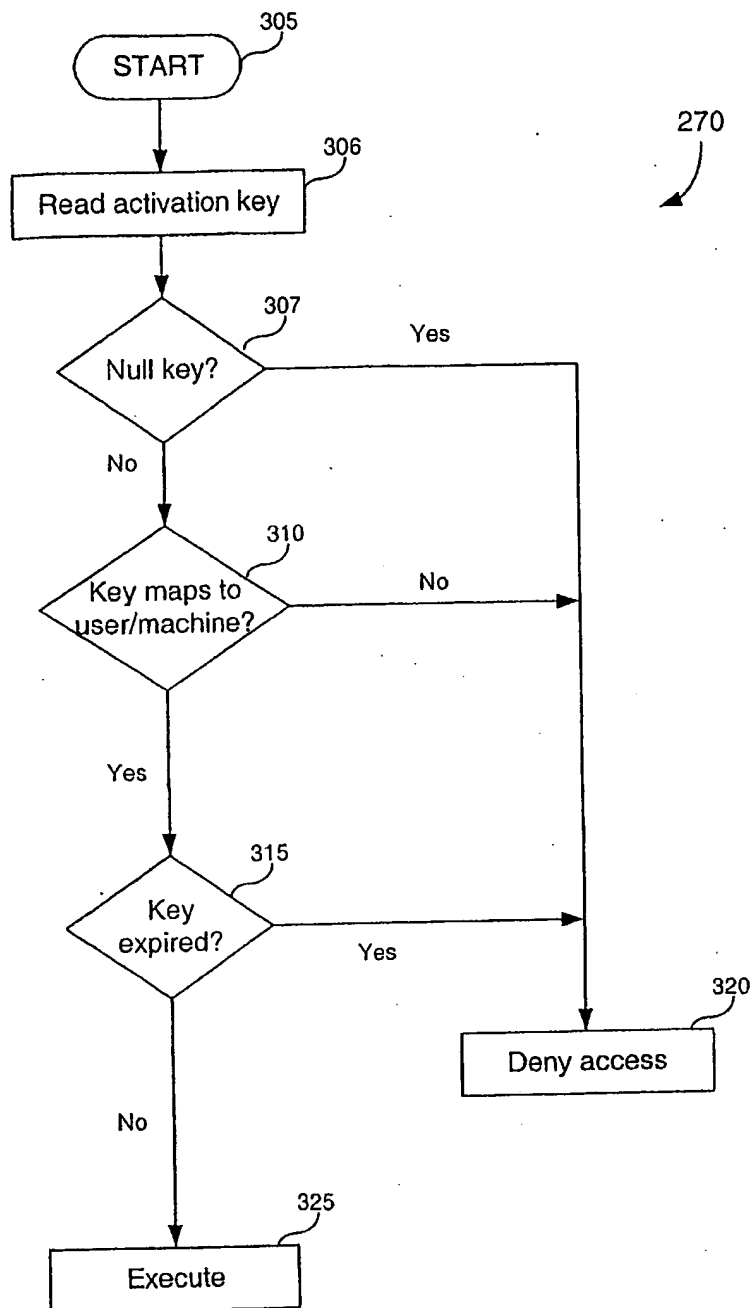 305
START
270
306
Read activation key
307
Yes
Null key?
No
310
Key maps to
user/machine?
No
Yes
315
Key
expired?
Yes
320
Deny access
No
325
Execute